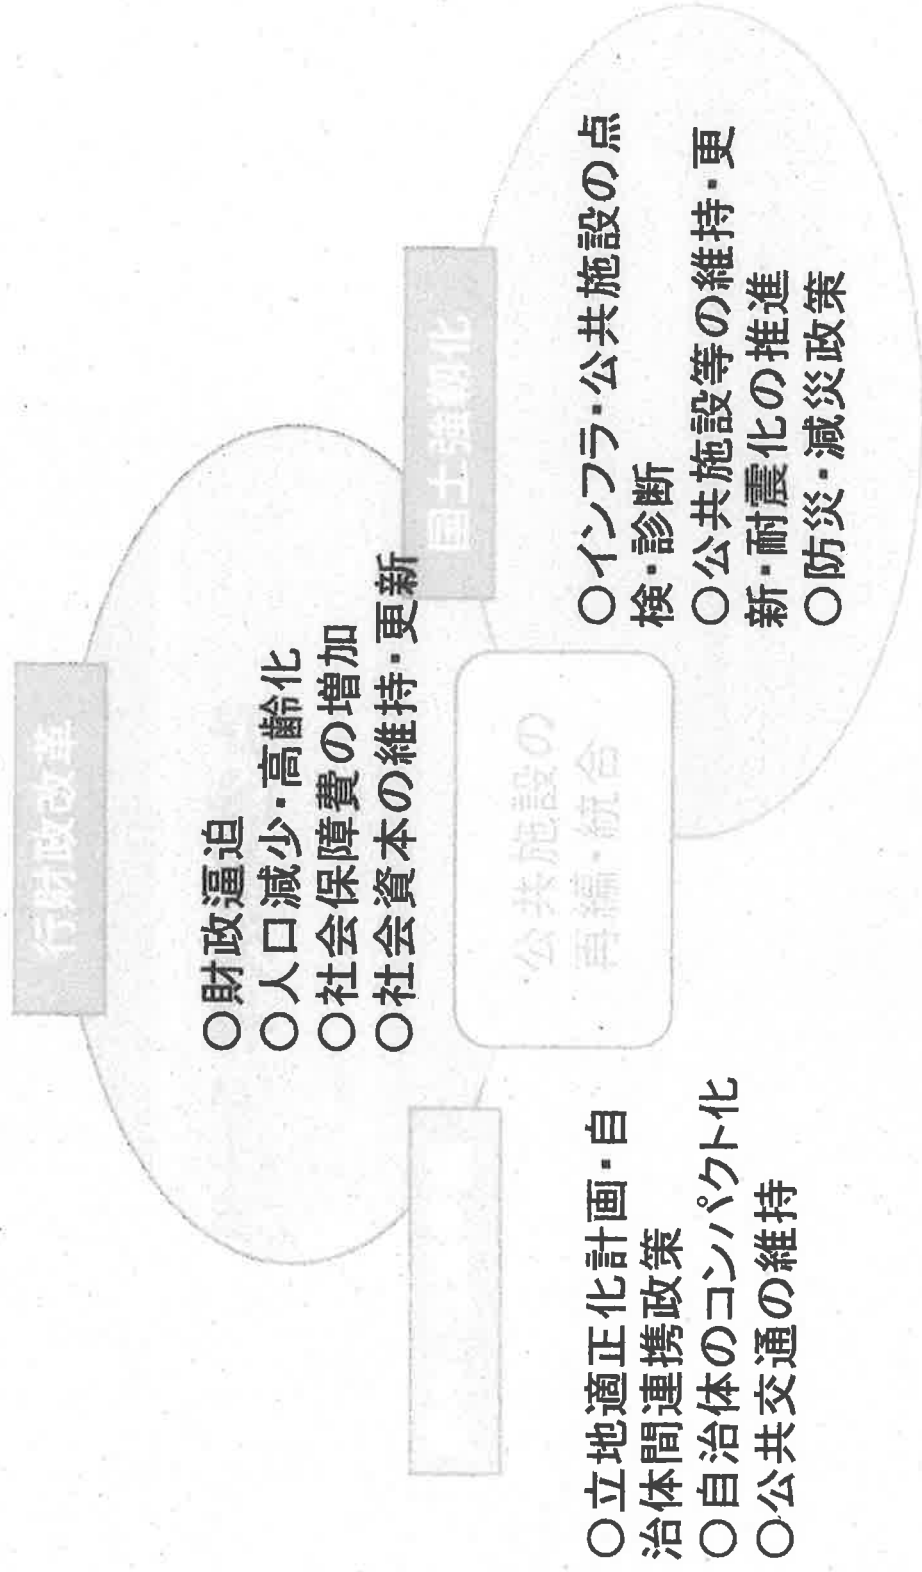 行財政改革
○財政逼迫
○人口減少・高齢化
○社会保障費の増加
○社会資本の維持・更新
国土強靱化
公共施設の
再編・統合
○立地適正化計画・自
治体間連携政策
○自治体のコンパクト化
○公共交通の維持
○インフラ・公共施設の点
検・診断
○公共施設等の維持・更
新・耐震化の推進
○防災・減災政策